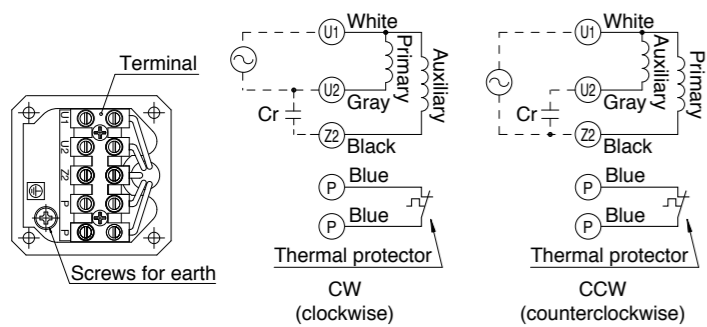 Terminal
U1
U2
Z2
P
P
Screws for earth
U1 White
Primary
Auxiliary
U2
Gray
Cr
Z2
Black
P Blue
P Blue
Thermal protector
CW
(clockwise)
U1 White
Auxiliary
Primary
U2
Gray
Cr
Z2
Black
P Blue
P Blue
Thermal protector
CCW
(counterclockwise)